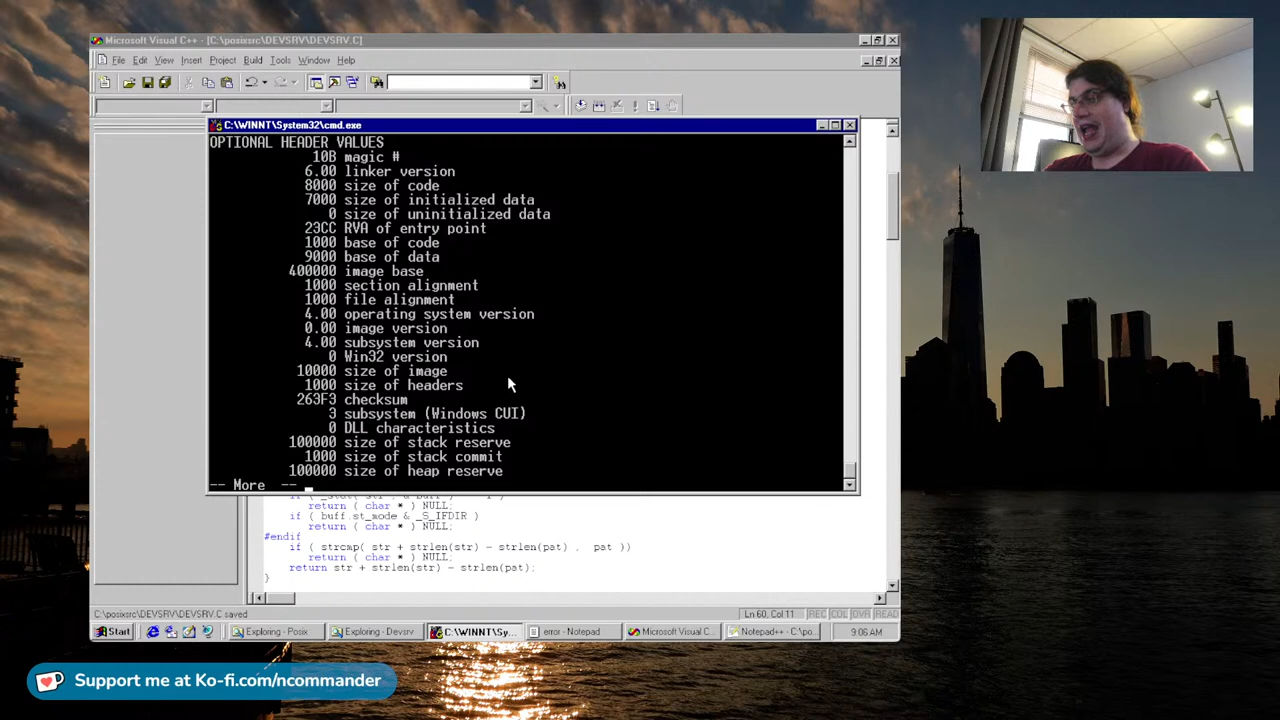 Microsoft Visual C++ - [C:\posixsrc\DEVSRV\DEVSRV.C]
File Edit View Insert Project Build Tools Window Help
C:\WINNT\System32\cmd.exe
OPTIONAL HEADER VALUES
10B magic #
6.00 linker version
8000 size of code
7000 size of initialized data
0 size of uninitialized data
23CC RVA of entry point
1000 base of code
9000 base of data
400000 image base
1000 section alignment
1000 file alignment
4.00 operating system version
0.00 image version
4.00 subsystem version
0 Win32 version
10000 size of image
1000 size of headers
263F3 checksum
3 subsystem (Windows CUI)
0 DLL characteristics
100000 size of stack reserve
1000 size of stack commit
100000 size of heap reserve
-- More --
return ( char * ) NULL;
if ( buff.st_mode & _S_IFDIR )
return ( char * ) NULL;
#endif
if ( strcmp( str + strlen(str) - strlen(pat) , pat ))
return ( char * ) NULL;
return str + strlen(str) - strlen(pat);
}
C:\posixsrc\DEVSRV\DEVSRV.C saved
Ln 60, Col 11 REC COL OVR READ
Start Exploring - Posix Exploring - Devsrv C:\WINNT\Sy... error - Notepad Microsoft Visual C... Notepad++ - C:\po... 9:06 AM
Support me at Ko-fi.com/ncommander